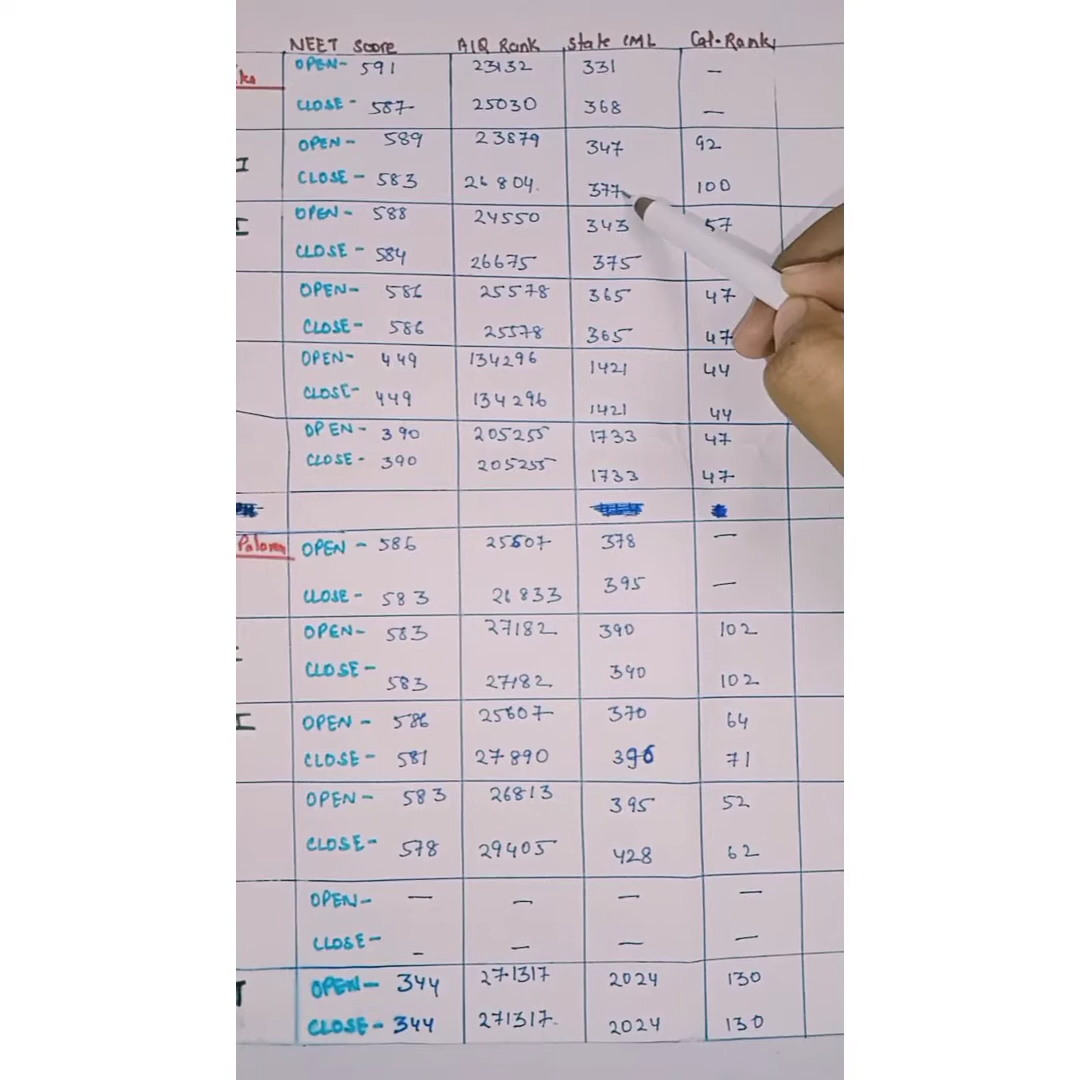 NEET Score AIQ Rank State CML Cat. Rank
OPEN- 591 23132 331 —
CLOSE- 587 25030 368 —
OPEN- 589 23879 347 92
I
CLOSE- 583 26804. 377 100
OPEN- 588 24550 343 57
I
CLOSE- 584 26675 375
OPEN- 586 25578 365 47
CLOSE- 586 25578 365 47
OPEN- 449 134296 1421 44
CLOSE- 449 134296 1421 44
OPEN- 390 205255 1733 47
CLOSE- 390 205255 1733 47
OPEN - 586 25607 378 —
CLOSE- 583 26833 395 —
OPEN- 583 27182 390 102
CLOSE- 583 27182 390 102
I OPEN- 586 25607 370 64
CLOSE- 581 27890 396 71
OPEN- 583 26813 395 52
CLOSE- 578 29405 428 62
OPEN- — — — —
CLOSE- — — — —
OPEN- 344 271317 2024 130
CLOSE- 344 271317. 2024 130